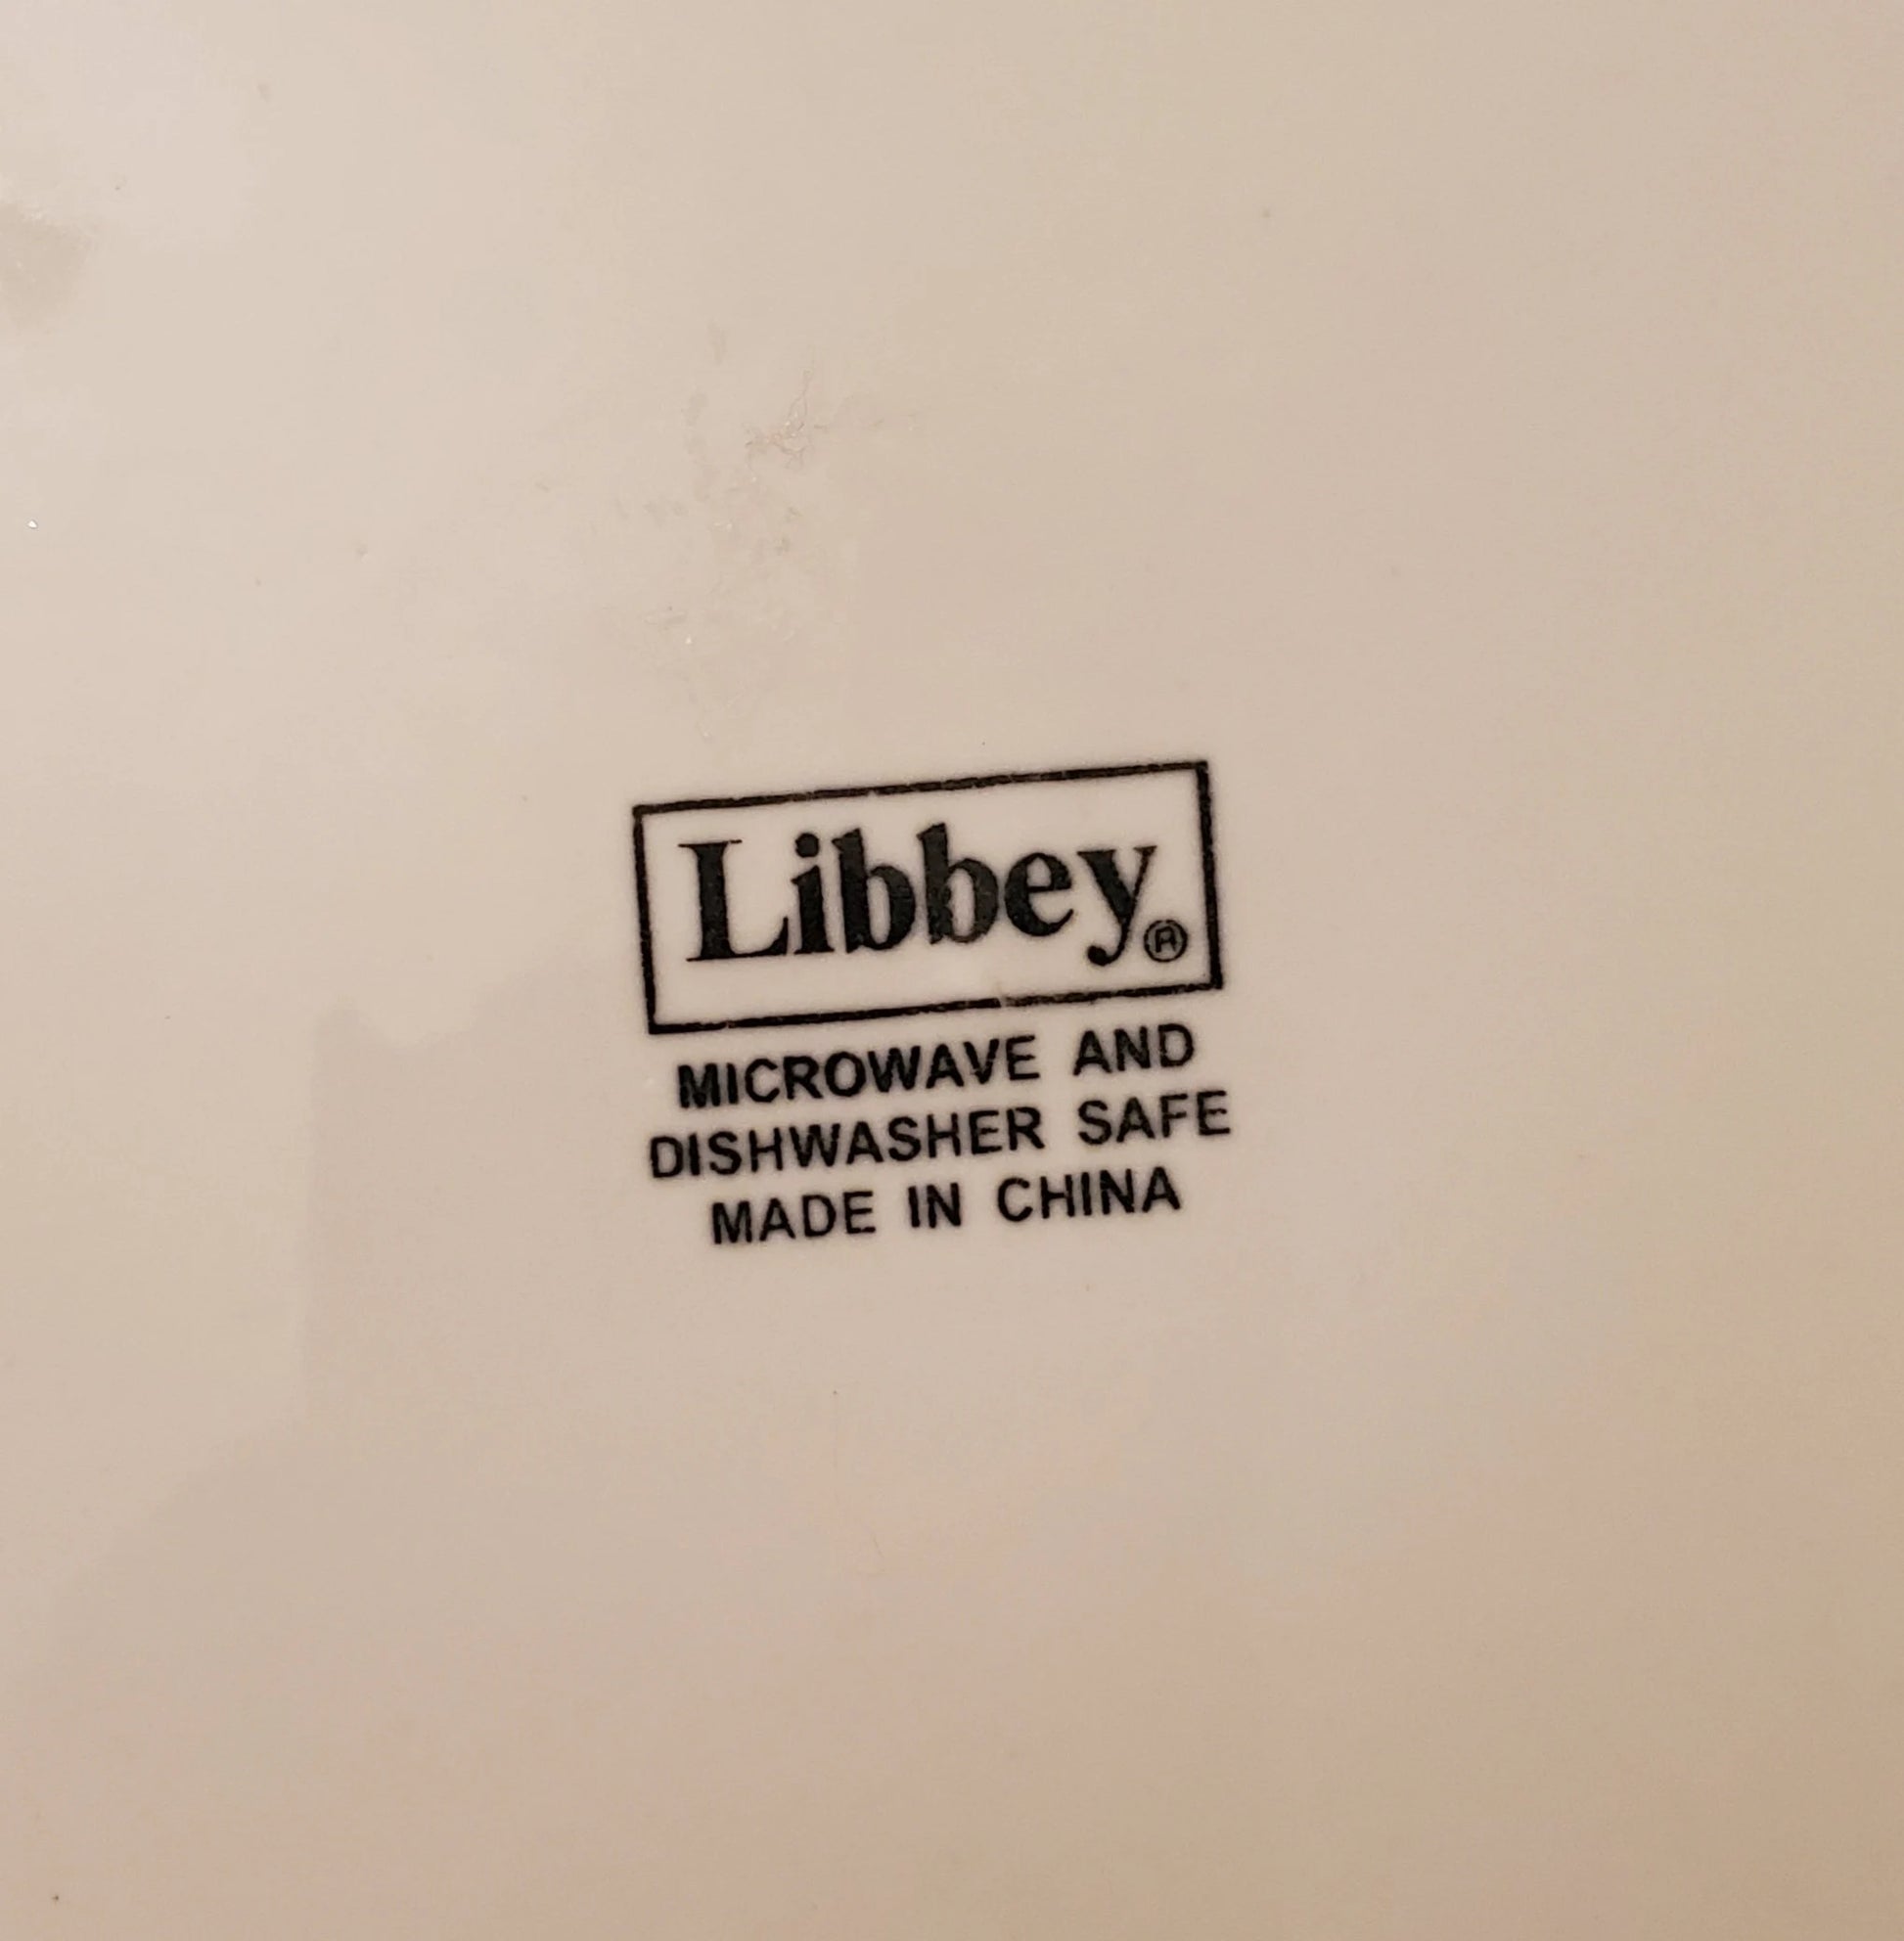 Libbey®
MICROWAVE AND
DISHWASHER SAFE
MADE IN CHINA